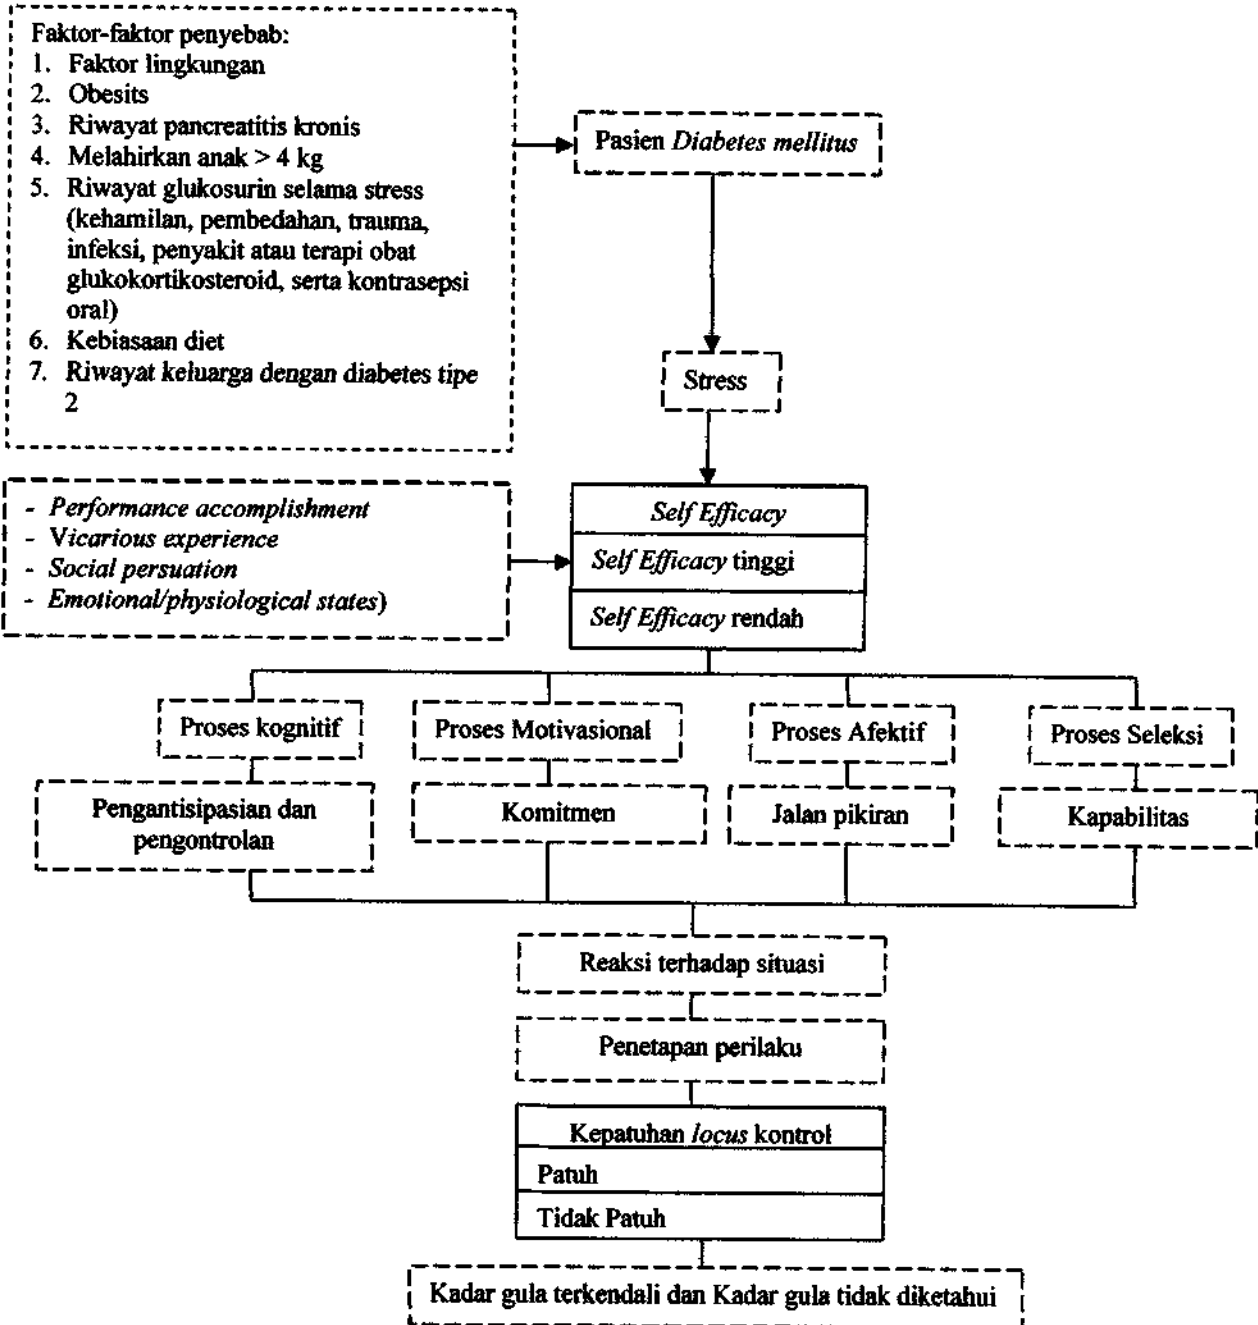 Faktor-faktor penyebab:
1. Faktor lingkungan
2. Obesits
3. Riwayat pancreatitis kronis
4. Melahirkan anak > 4 kg
5. Riwayat glukosurin selama stress
(kehamilan, pembedahan, trauma,
infeksi, penyakit atau terapi obat
glukokortikosteroid, serta kontrasepsi
oral)
6. Kebiasaan diet
7. Riwayat keluarga dengan diabetes tipe
2
Pasien Diabetes mellitus
Stress
- Performance accomplishment
- Vicarious experience
- Social persuation
- Emotional/physiological states)
Self Efficacy
Self Efficacy tinggi
Self Efficacy rendah
Proses kognitif
Proses Motivasional
Proses Afektif
Proses Seleksi
Pengantisipasian dan
pengontrolan
Komitmen
Jalan pikiran
Kapabilitas
Reaksi terhadap situasi
Penetapan perilaku
Kepatuhan locus kontrol
Patuh
Tidak Patuh
Kadar gula terkendali dan Kadar gula tidak diketahui